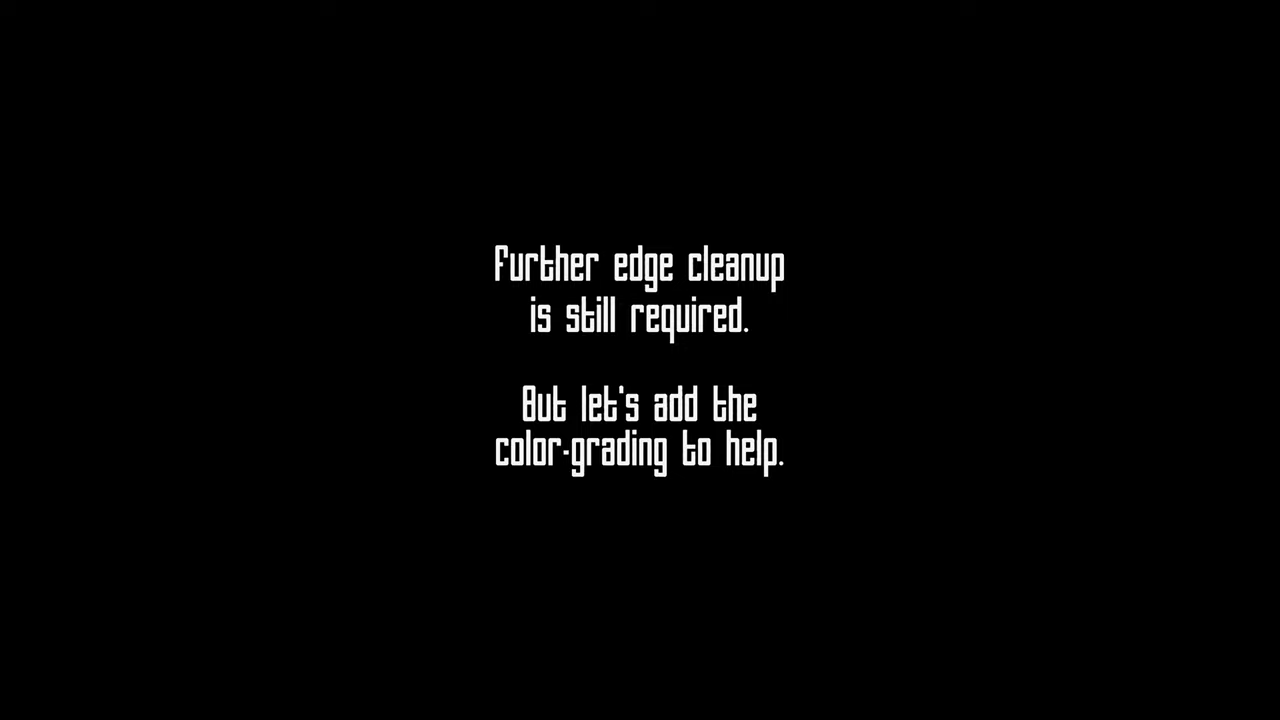 Further edge cleanup
is still required.
But let's add the
color-grading to help.